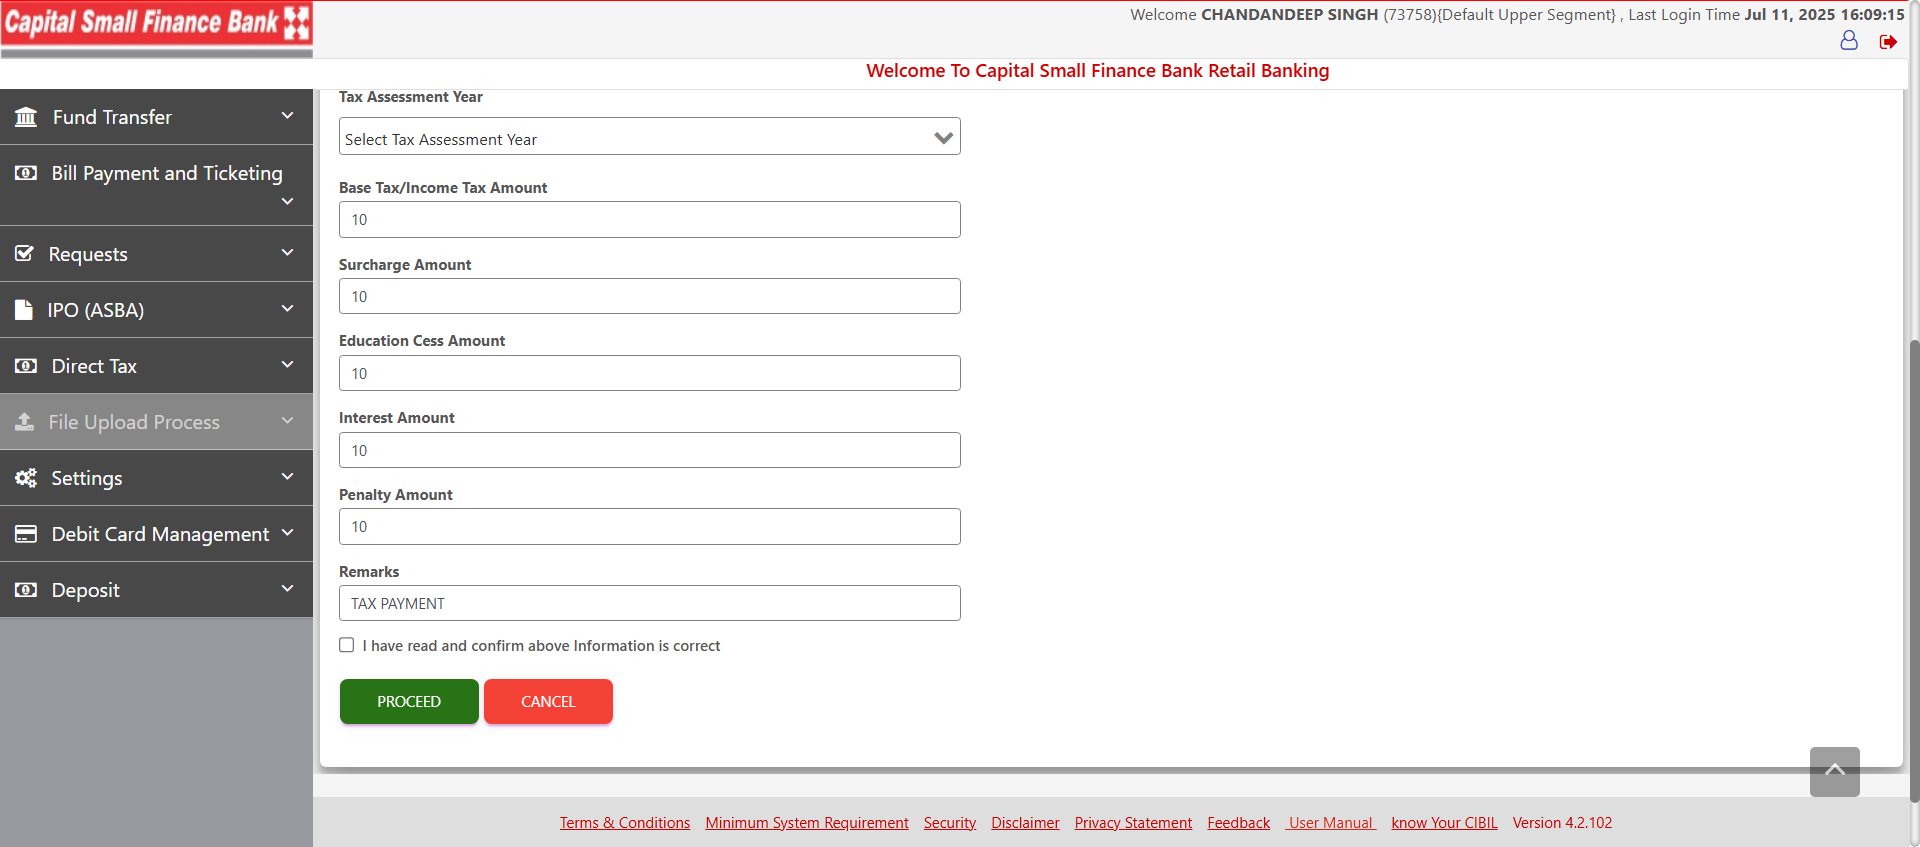 Capital Small Finance Bank
Welcome CHANDANDEEP SINGH (73758){Default Upper Segment} , Last Login Time Jul 11, 2025 16:09:15
Welcome To Capital Small Finance Bank Retail Banking
Fund Transfer
Bill Payment and Ticketing
Requests
IPO (ASBA)
Direct Tax
File Upload Process
Settings
Debit Card Management
Deposit
Tax Assessment Year
Select Tax Assessment Year
Base Tax/Income Tax Amount
10
Surcharge Amount
10
Education Cess Amount
10
Interest Amount
10
Penalty Amount
10
Remarks
TAX PAYMENT
I have read and confirm above Information is correct
PROCEED CANCEL
Terms & Conditions Minimum System Requirement Security Disclaimer Privacy Statement Feedback User Manual know Your CIBIL Version 4.2.102